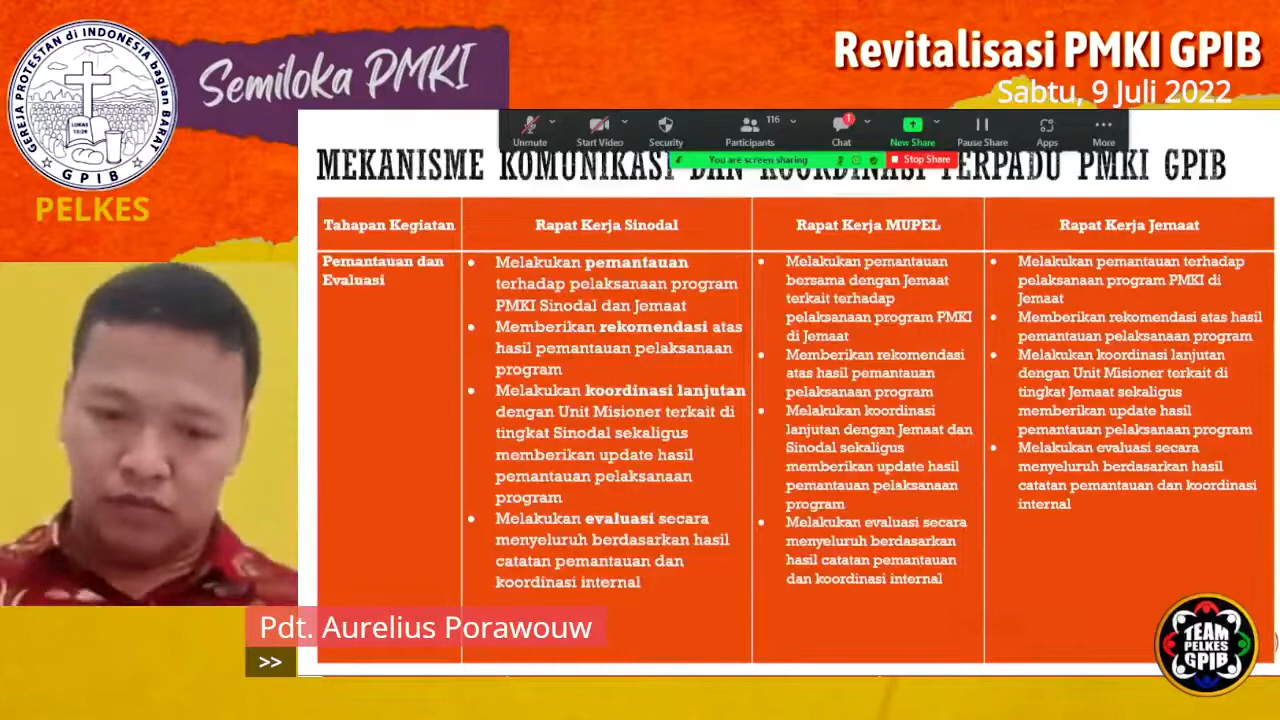 GEREJA PROTESTAN di INDONESIA bagian BARAT
LUKAS
GPIB
PELKES
Semiloka PMKI
Revitalisasi PMKI GPIB
Sabtu, 9 Juli 2022
Unmute
Start Video
Security
Participants
116
Chat
1
New Share
Pause Share
Apps
More
You are screen sharing
Stop Share
MEKANISME KOMUNIKASI DAN KOORDINASI TERPADU PMKI GPIB
Tahapan Kegiatan
Rapat Kerja Sinodal
Rapat Kerja MUPEL
Rapat Kerja Jemaat
Pemantauan dan
Evaluasi
• Melakukan pemantauan
terhadap pelaksanaan program
PMKI Sinodal dan Jemaat
• Memberikan rekomendasi atas
hasil pemantauan pelaksanaan
program
• Melakukan koordinasi lanjutan
dengan Unit Misioner terkait di
tingkat Sinodal sekaligus
memberikan update hasil
pemantauan pelaksanaan
program
• Melakukan evaluasi secara
menyeluruh berdasarkan hasil
catatan pemantauan dan
koordinasi internal
• Melakukan pemantauan
bersama dengan Jemaat
terkait terhadap
pelaksanaan program PMKI
di Jemaat
• Memberikan rekomendasi
atas hasil pemantauan
pelaksanaan program
• Melakukan koordinasi
lanjutan dengan Jemaat dan
Sinodal sekaligus
memberikan update hasil
pemantauan pelaksanaan
program
• Melakukan evaluasi secara
menyeluruh berdasarkan
hasil catatan pemantauan
dan koordinasi internal
• Melakukan pemantauan terhadap
pelaksanaan program PMKI di
Jemaat
• Memberikan rekomendasi atas hasil
pemantauan pelaksanaan program
• Melakukan koordinasi lanjutan
dengan Unit Misioner terkait di
tingkat Jemaat sekaligus
memberikan update hasil
pemantauan pelaksanaan program
• Melakukan evaluasi secara
menyeluruh berdasarkan hasil
catatan pemantauan dan koordinasi
internal
Pdt. Aurelius Porawouw
>>
TEAM
PELKES
GPIB